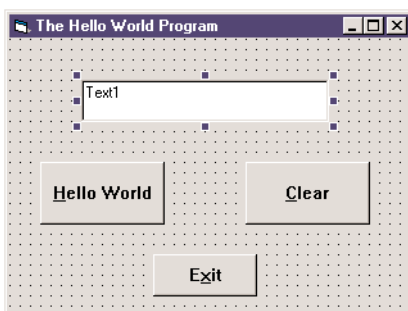 The Hello World Program
Text1
Hello World
Clear
Exit